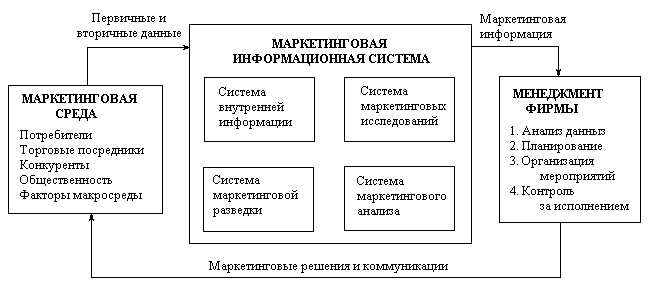 Первичные и
вторичные данные
Маркетинговая
информация
МАРКЕТИНГОВАЯ
ИНФОРМАЦИОННАЯ СИСТЕМА
Система
внутренней
информации
Система
маркетинговых
исследований
Система
маркетинговой
разведки
Система
маркетингового
анализа
МАРКЕТИНГОВАЯ
СРЕДА
Потребители
Торговые посредники
Конкуренты
Общественность
Факторы макросреды
МЕНЕДЖМЕНТ
ФИРМЫ
1. Анализ данныз
2. Планирование
3. Организация
мероприятий
4. Контроль
за исполнением
Маркетинговые решения и коммуникации